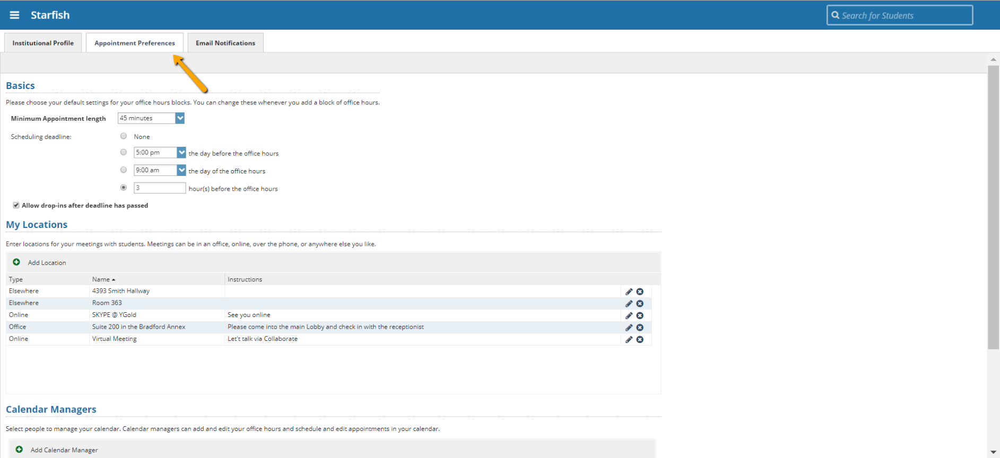 Starfish
Search for Students
Institutional Profile
Appointment Preferences
Email Notifications
Basics
Please choose your default settings for your office hours blocks. You can change these whenever you add a block of office hours.
Minimum Appointment length 45 minutes
Scheduling deadline: None
5:00 pm the day before the office hours
9:00 am the day of the office hours
3 hour(s) before the office hours
Allow drop-ins after deadline has passed
My Locations
Enter locations for your meetings with students. Meetings can be in an office, online, over the phone, or anywhere else you like.
Add Location
Type Name Instructions
Elsewhere 4393 Smith Hallway
Elsewhere Room 363
Online SKYPE @ YGold See you online
Office Suite 200 in the Bradford Annex Please come into the main Lobby and check in with the receptionist
Online Virtual Meeting Let't talk via Collaborate
Calendar Managers
Select people to manage your calendar. Calendar managers can add and edit your office hours and schedule and edit appointments in your calendar.
Add Calendar Manager